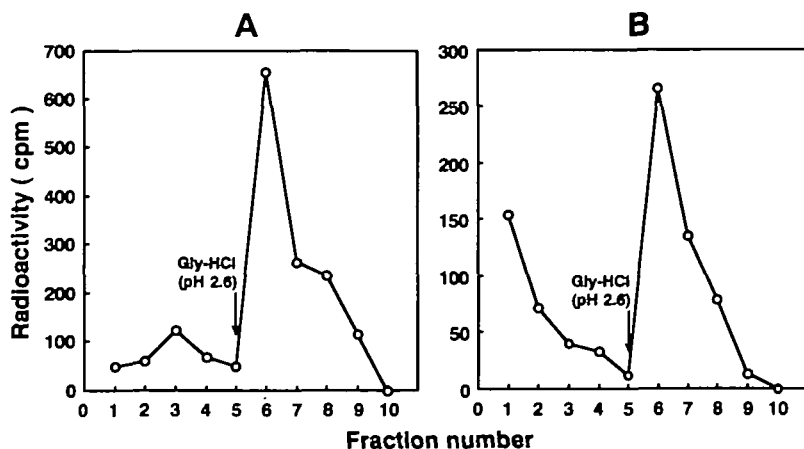 A
B
Radioactivity ( cpm )
700
600
500
400
300
200
100
0
Gly-HCl
(pH 2.6)
0 1 2 3 4 5 6 7 8 9 10
300
250
200
150
100
50
0
Gly-HCl
(pH 2.6)
0 1 2 3 4 5 6 7 8 9 10
Fraction number